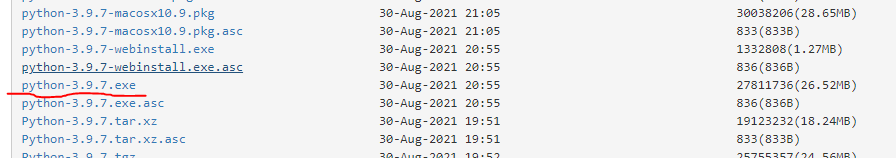 python-3.9.7-macosx10.9.pkg 30-Aug-2021 21:05 30038206(28.65MB)
python-3.9.7-macosx10.9.pkg.asc 30-Aug-2021 21:05 833(833B)
python-3.9.7-webinstall.exe 30-Aug-2021 20:55 1332808(1.27MB)
python-3.9.7-webinstall.exe.asc 30-Aug-2021 20:55 836(836B)
python-3.9.7.exe 30-Aug-2021 20:55 27811736(26.52MB)
python-3.9.7.exe.asc 30-Aug-2021 20:55 836(836B)
Python-3.9.7.tar.xz 30-Aug-2021 19:51 19123232(18.24MB)
Python-3.9.7.tar.xz.asc 30-Aug-2021 19:51 833(833B)
Python-3.9.7.tgz 30-Aug-2021 19:52 25755357(24.56MB)